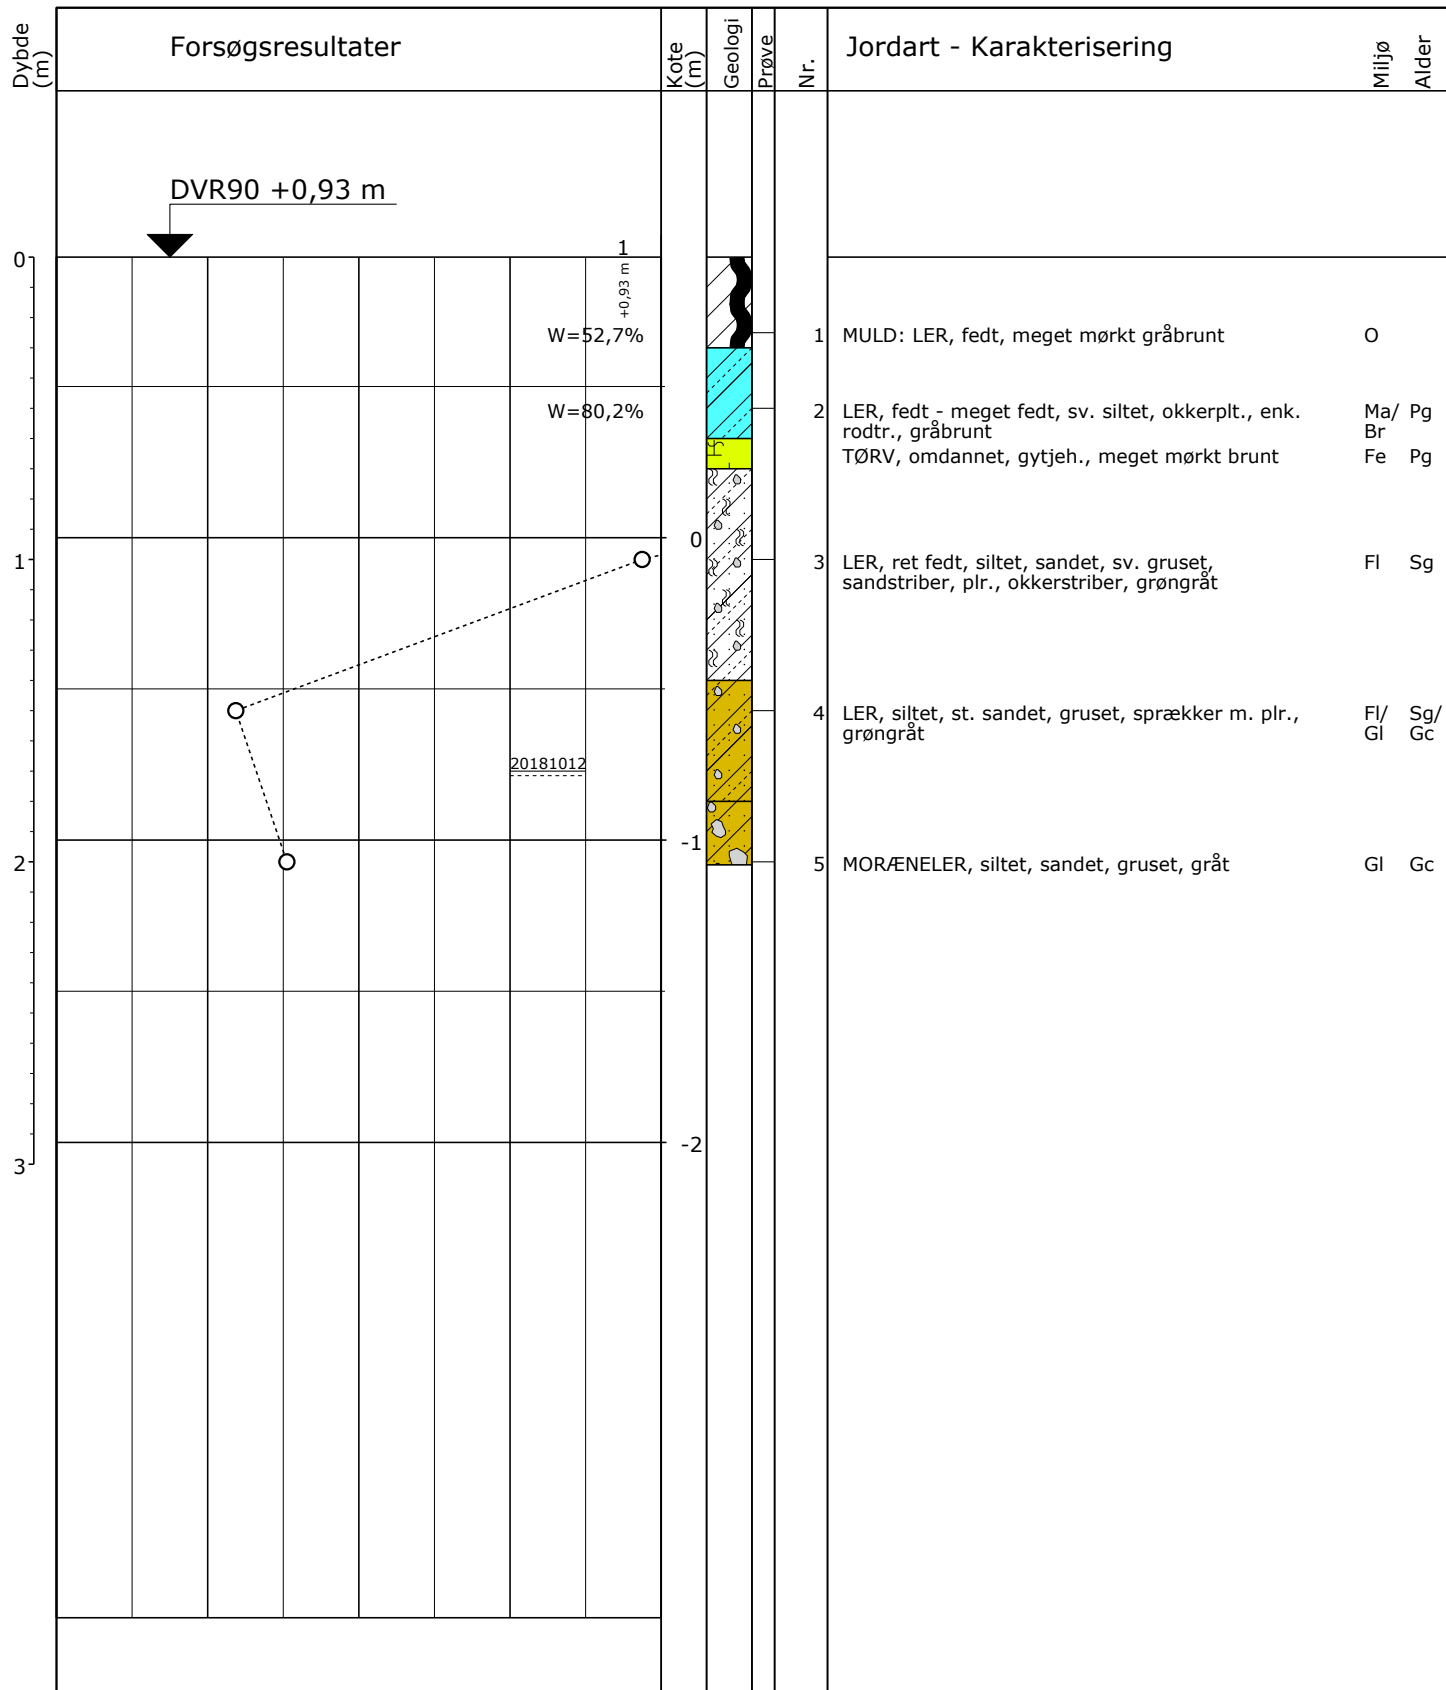 Dybde
(m)
Forsøgsresultater
Kote
(m)
Geologi
Prøve
Nr.
Jordart - Karakterisering
Miljø
Alder
DVR90 +0,93 m
0
1
+0,93 m
W=52,7%
1 MULD: LER, fedt, meget mørkt gråbrunt O
W=80,2%
2 LER, fedt - meget fedt, sv. siltet, okkerplt., enk. Ma/ Pg
rodtr., gråbrunt Br
TØRV, omdannet, gytjeh., meget mørkt brunt Fe Pg
0
1
3 LER, ret fedt, siltet, sandet, sv. gruset, Fl Sg
sandstriber, plr., okkerstriber, grøngråt
4 LER, siltet, st. sandet, gruset, sprækker m. plr., Fl/ Sg/
grøngråt Gl Gc
20181012
-1
2
5 MORÆNELER, siltet, sandet, gruset, gråt Gl Gc
-2
3